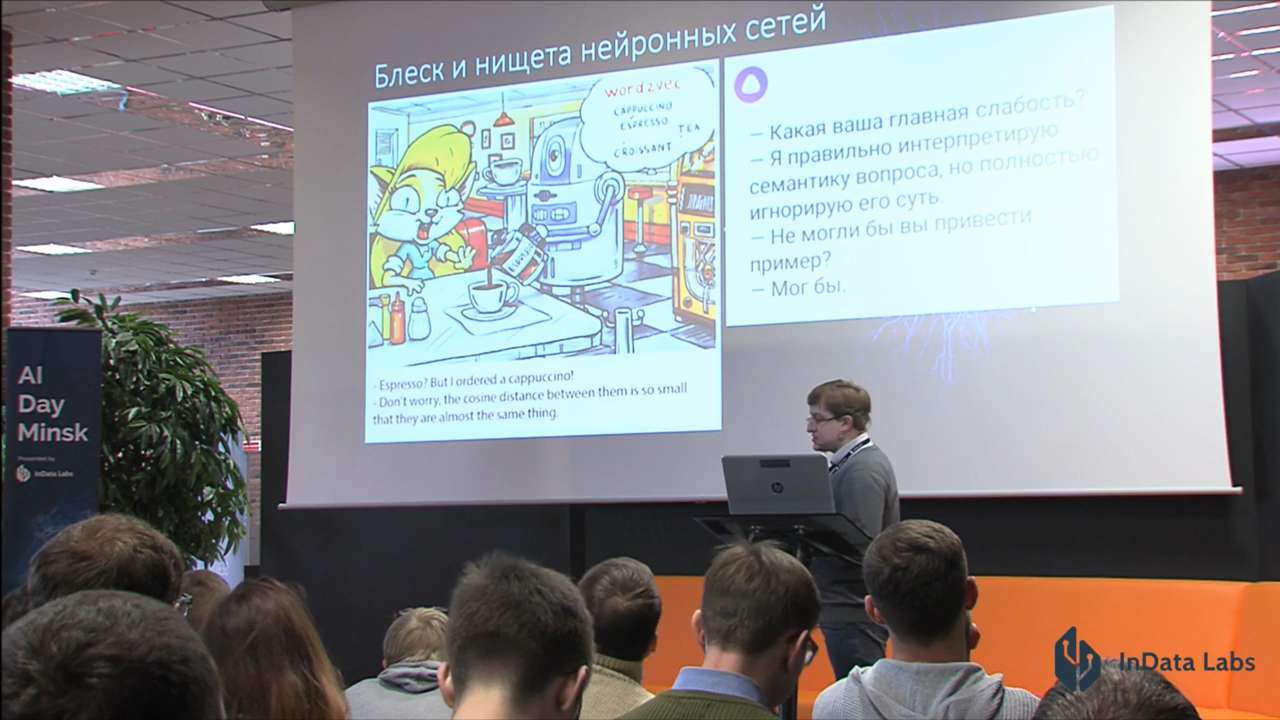 Блеск и нищета нейронных сетей
word2vec
CAPPUCCINO
ESPRESSO
TEA
CROISSANT
- Espresso? But I ordered a cappuccino!
- Don't worry, the cosine distance between them is so small
that they are almost the same thing.
– Какая ваша главная слабость?
– Я правильно интерпретирую
семантику вопроса, но полностью
игнорирую его суть.
– Не могли бы вы привести
пример?
– Мог бы.
AI
Day
Minsk
Presented by
InData Labs
hp
InData Labs